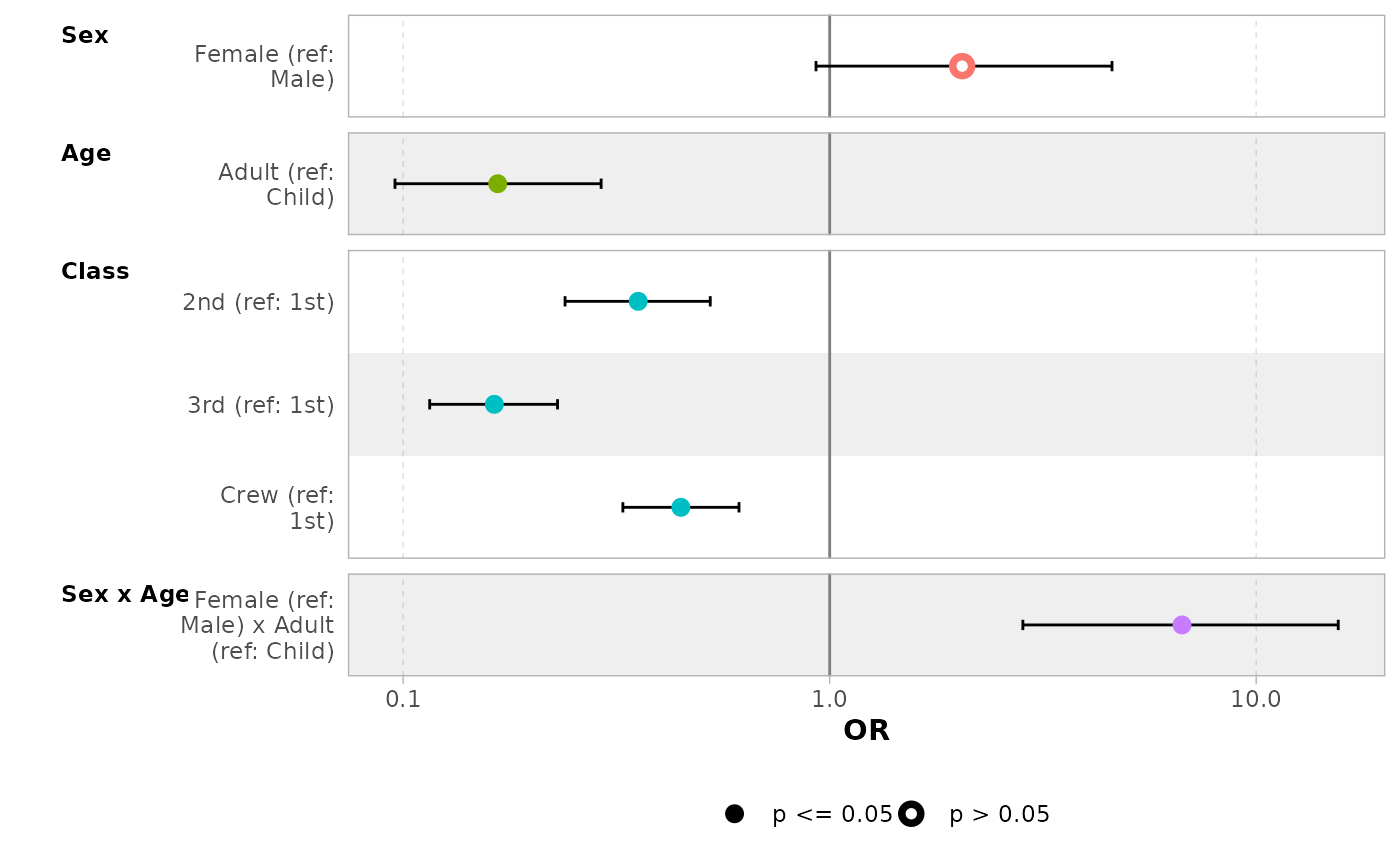 Sex
Female (ref:
Male)
Age
Adult (ref:
Child)
Class
2nd (ref: 1st)
3rd (ref: 1st)
Crew (ref:
1st)
Sex x Age
Female (ref:
Male) x Adult
(ref: Child)
0.1 1.0 10.0
OR
p <= 0.05 p > 0.05